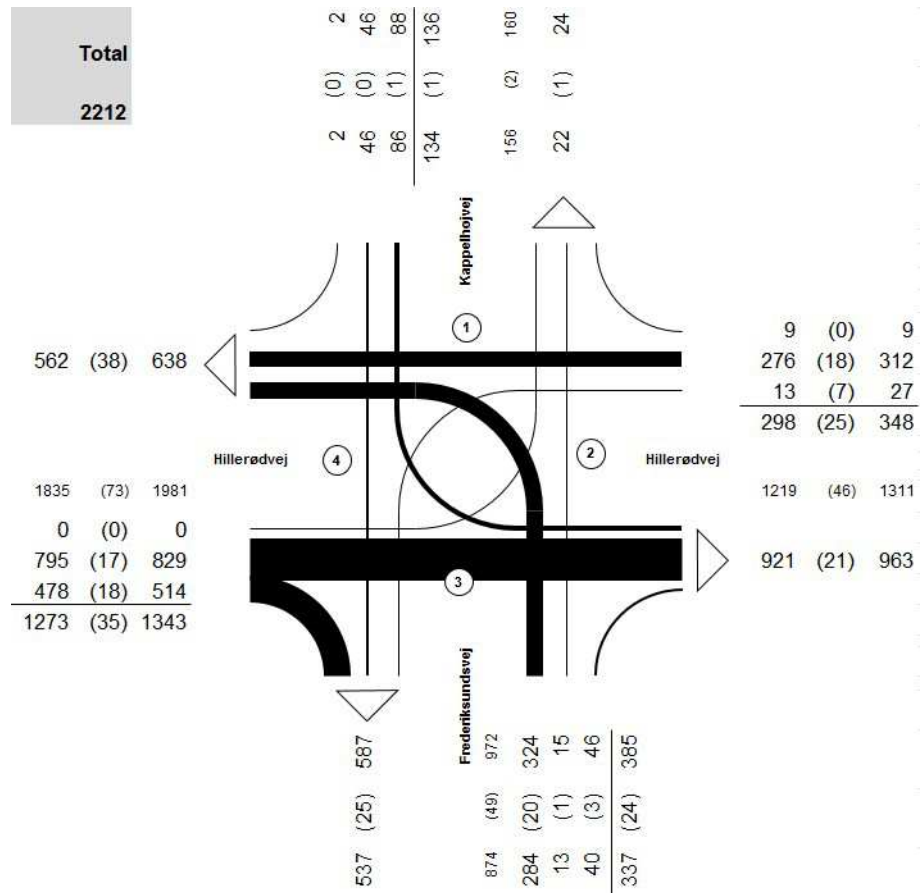 Total
2212
2 (0) 2
46 (0) 46
86 (1) 88
134 (1) 136
156 (2) 160
22 (1) 24
Kappelhojvej
1
9 (0) 9
276 (18) 312
13 (7) 27
298 (25) 348
562 (38) 638
Hillerødvej
4
2
Hillerødvej
1835 (73) 1981
1219 (46) 1311
0 (0) 0
795 (17) 829
478 (18) 514
1273 (35) 1343
921 (21) 963
3
Frederiksundsvej
537 (25) 587
874 (49) 972
284 (20) 324
13 (1) 15
40 (3) 46
337 (24) 385